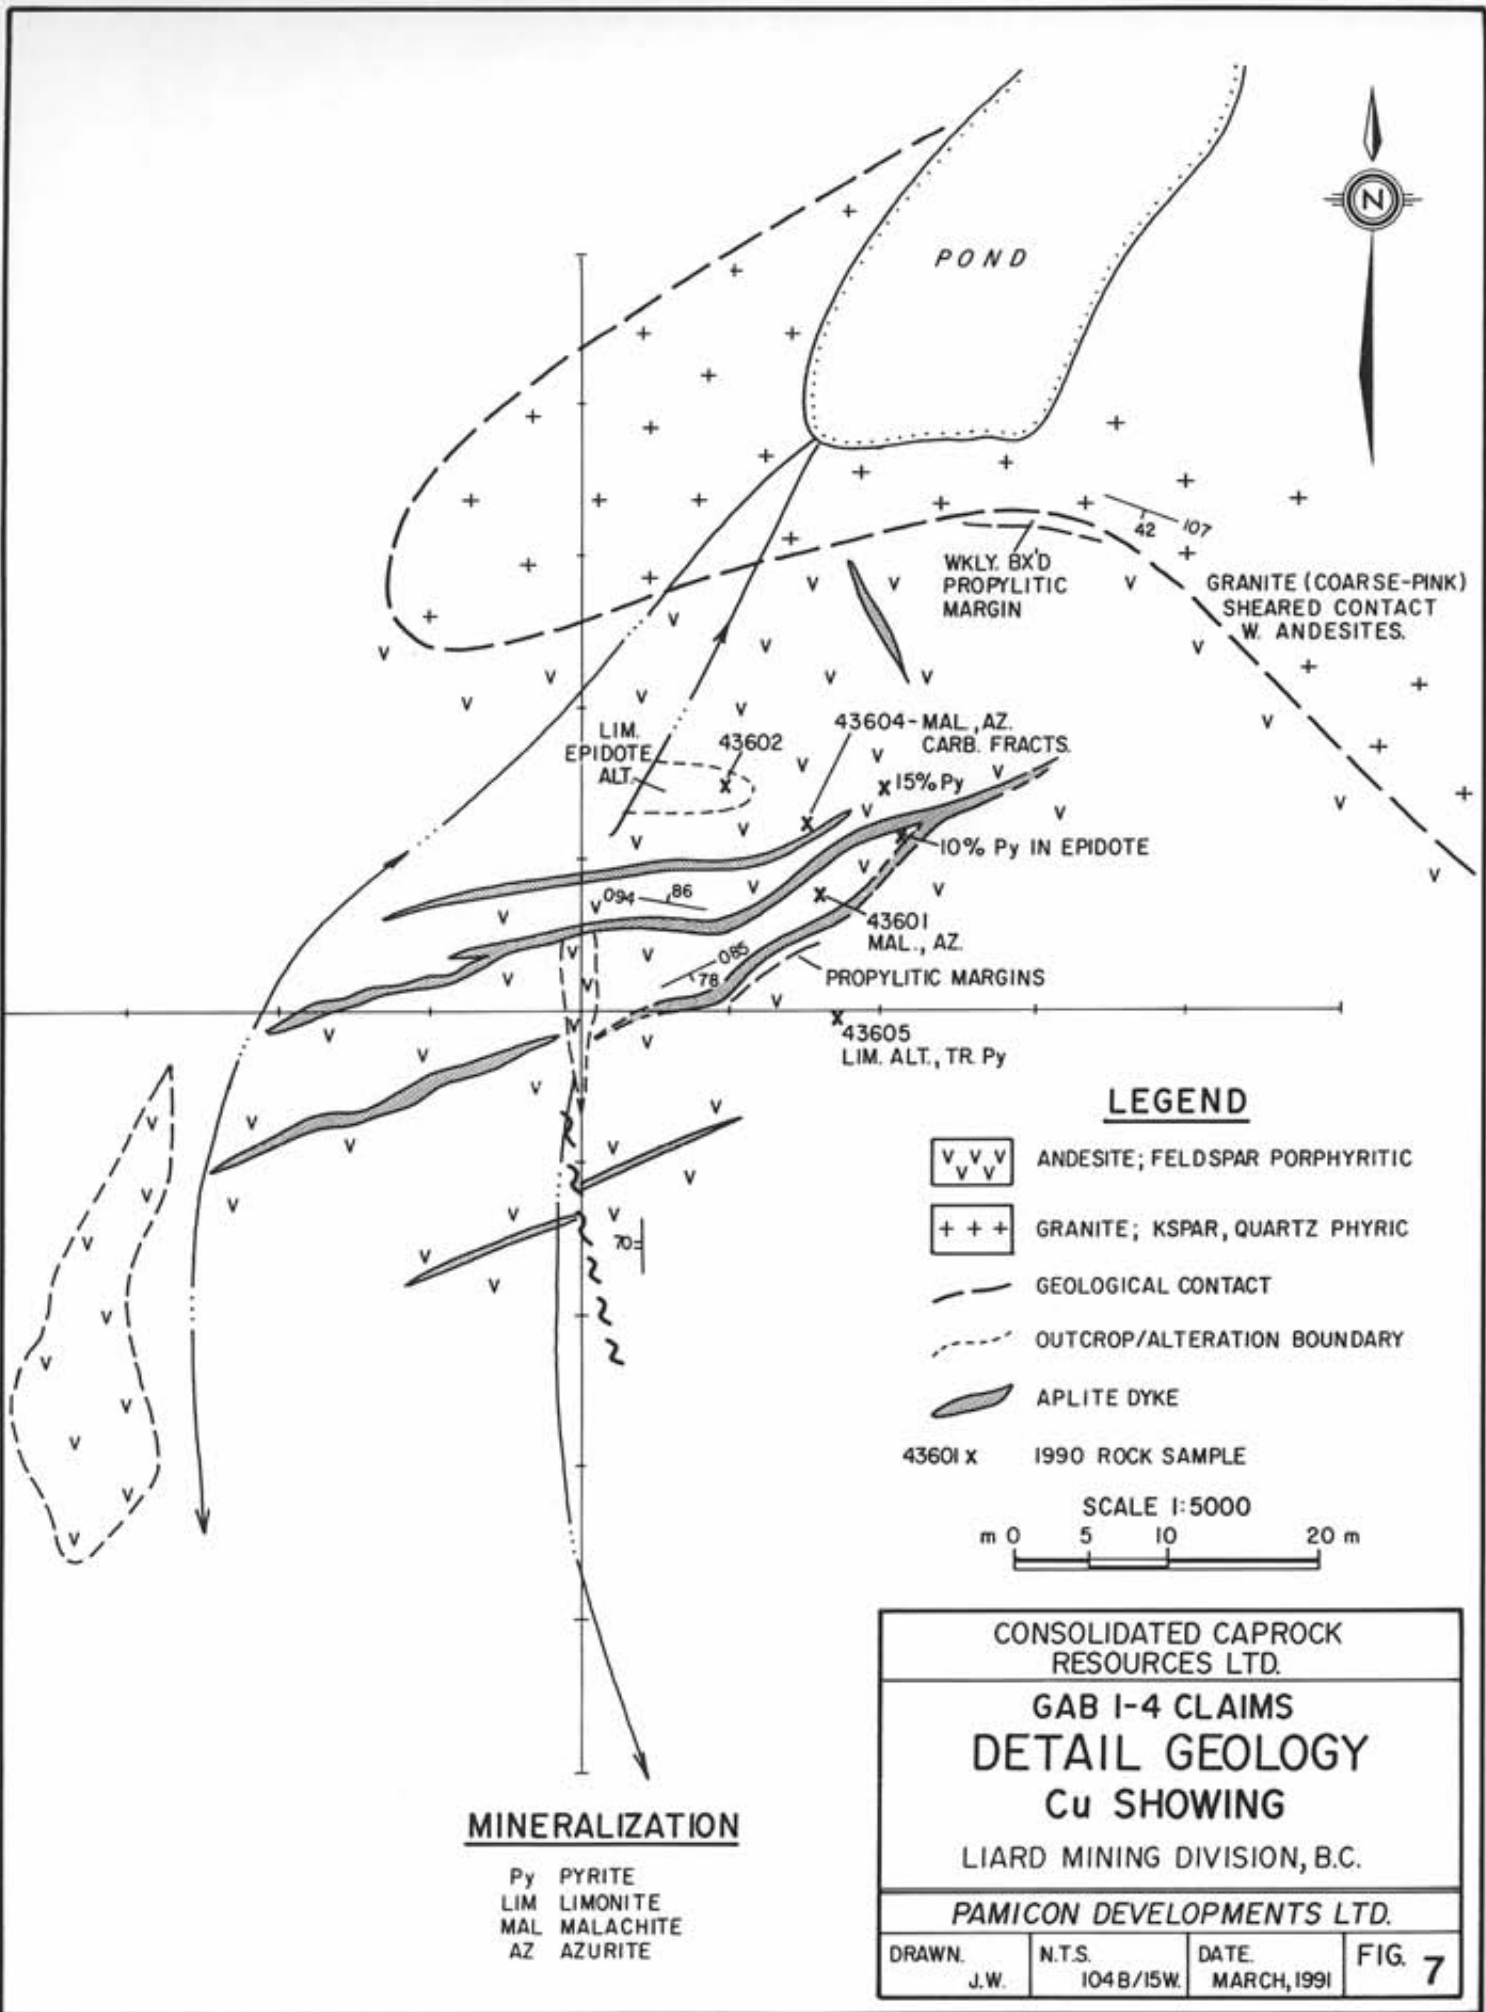 N
POND
42
107
WKLY. BX'D
PROPYLITIC
MARGIN
GRANITE (COARSE-PINK)
SHEARED CONTACT
W. ANDESITES.
LIM.
EPIDOTE
ALT.
43602
43604-MAL., AZ.
CARB. FRACTS.
15% Py
10% Py IN EPIDOTE
094
86
43601
MAL., AZ.
085
78
PROPYLITIC MARGINS
43605
LIM. ALT., TR. Py
70
LEGEND
ANDESITE; FELDSPAR PORPHYRITIC
GRANITE; KSPAR, QUARTZ PHYRIC
GEOLOGICAL CONTACT
OUTCROP/ALTERATION BOUNDARY
APLITE DYKE
43601 x 1990 ROCK SAMPLE
SCALE 1:5000
m 0 5 10 20 m
MINERALIZATION
Py PYRITE
LIM LIMONITE
MAL MALACHITE
AZ AZURITE
CONSOLIDATED CAPROCK
RESOURCES LTD.
GAB 1-4 CLAIMS
DETAIL GEOLOGY
Cu SHOWING
LIARD MINING DIVISION, B.C.
PAMICON DEVELOPMENTS LTD.
DRAWN. J.W.
N.T.S. 104B/15W.
DATE. MARCH, 1991
FIG. 7